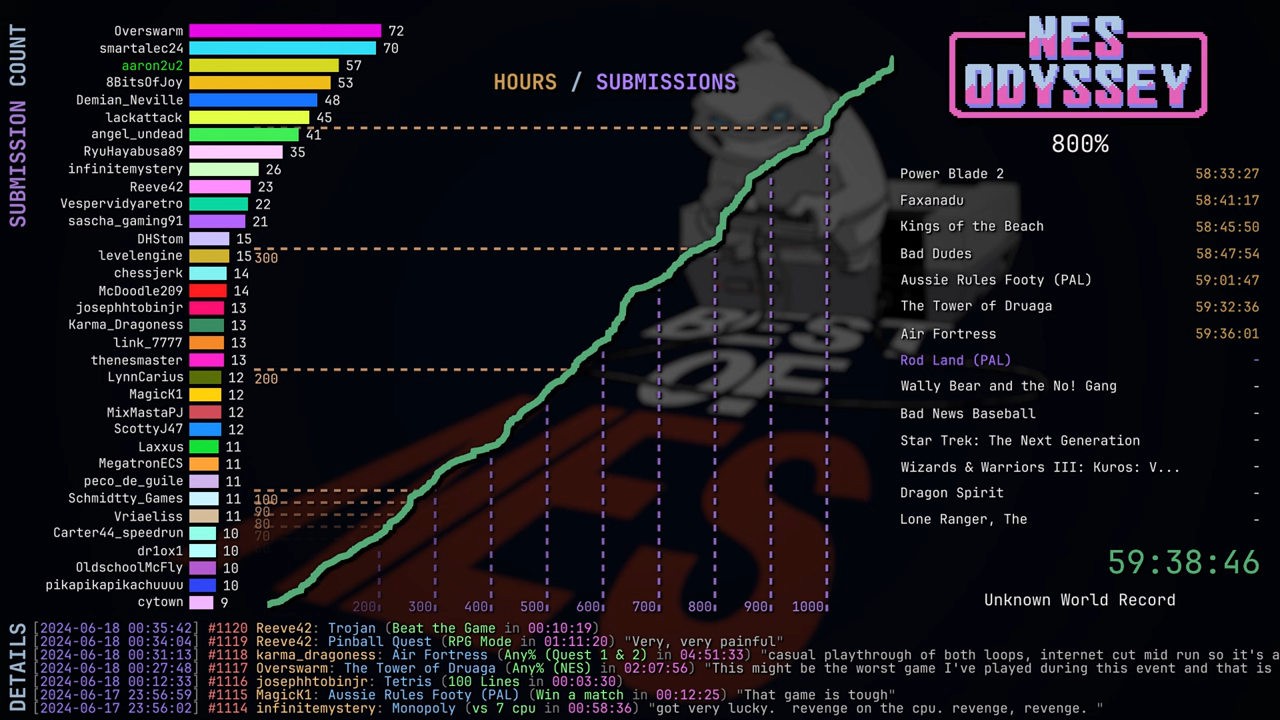 SUBMISSION COUNT
Overswarm 72
smartalec24 70
aaron2u2 57
8BitsOfJoy 53
Demian_Neville 48
lackattack 45
angel_undead 41
RyuHayabusa89 35
infinitemystery 26
Reeve42 23
Vespervidyaretro 22
sascha_gaming91 21
DHStom 15
levelengine 15
chessjerk 14
McDoodle209 14
josephhtobinjr 13
Karma_Dragoness 13
link_7777 13
thenesmaster 13
LynnCarius 12
MagicK1 12
MixMastaPJ 12
ScottyJ47 12
Laxxus 11
MegatronECS 11
peco_de_guile 11
Schmidtty_Games 11
Vriaeliss 11
Carter44_speedrun 10
dr1ox1 10
OldschoolMcFly 10
pikapikapikachuuuu 10
cytown 9
HOURS / SUBMISSIONS
300
200
100
90
80
70
200 300 400 500 600 700 800 900 1000
BEST
OF
ES
NES
ODYSSEY
800%
Power Blade 2 58:33:27
Faxanadu 58:41:17
Kings of the Beach 58:45:50
Bad Dudes 58:47:54
Aussie Rules Footy (PAL) 59:01:47
The Tower of Druaga 59:32:36
Air Fortress 59:36:01
Rod Land (PAL) -
Wally Bear and the No! Gang -
Bad News Baseball -
Star Trek: The Next Generation -
Wizards & Warriors III: Kuros: V... -
Dragon Spirit -
Lone Ranger, The -
59:38:46
Unknown World Record
DETAILS
[2024-06-18 00:35:42] #1120 Reeve42: Trojan (Beat the Game in 00:10:19)
[2024-06-18 00:34:04] #1119 Reeve42: Pinball Quest (RPG Mode in 01:11:20) "Very, very painful"
[2024-06-18 00:31:13] #1118 karma_dragoness: Air Fortress (Any% (Quest 1 & 2) in 04:51:33) "casual playthrough of both loops, internet cut mid run so it's a
[2024-06-18 00:27:48] #1117 Overswarm: The Tower of Druaga (Any% (NES) in 02:07:56) "This might be the worst game I've played during this event and that is
[2024-06-18 00:12:33] #1116 josephhtobinjr: Tetris (100 Lines in 00:03:30)
[2024-06-17 23:56:59] #1115 MagicK1: Aussie Rules Footy (PAL) (Win a match in 00:12:25) "That game is tough"
[2024-06-17 23:56:02] #1114 infinitemystery: Monopoly (vs 7 cpu in 00:58:36) "got very lucky. revenge on the cpu. revenge, revenge. "